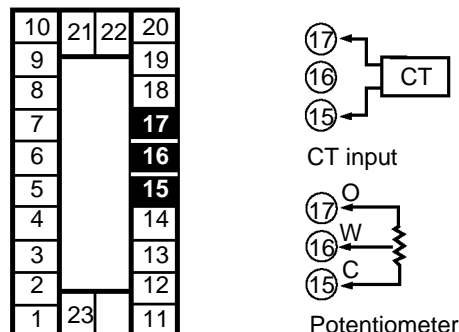 10 21 22 20
9 19
8 18
7 17
6 16
5 15
4 14
3 13
2 12
1 23 11
17
16 CT
15
CT input
17 O
16 W
15 C
Potentiometer